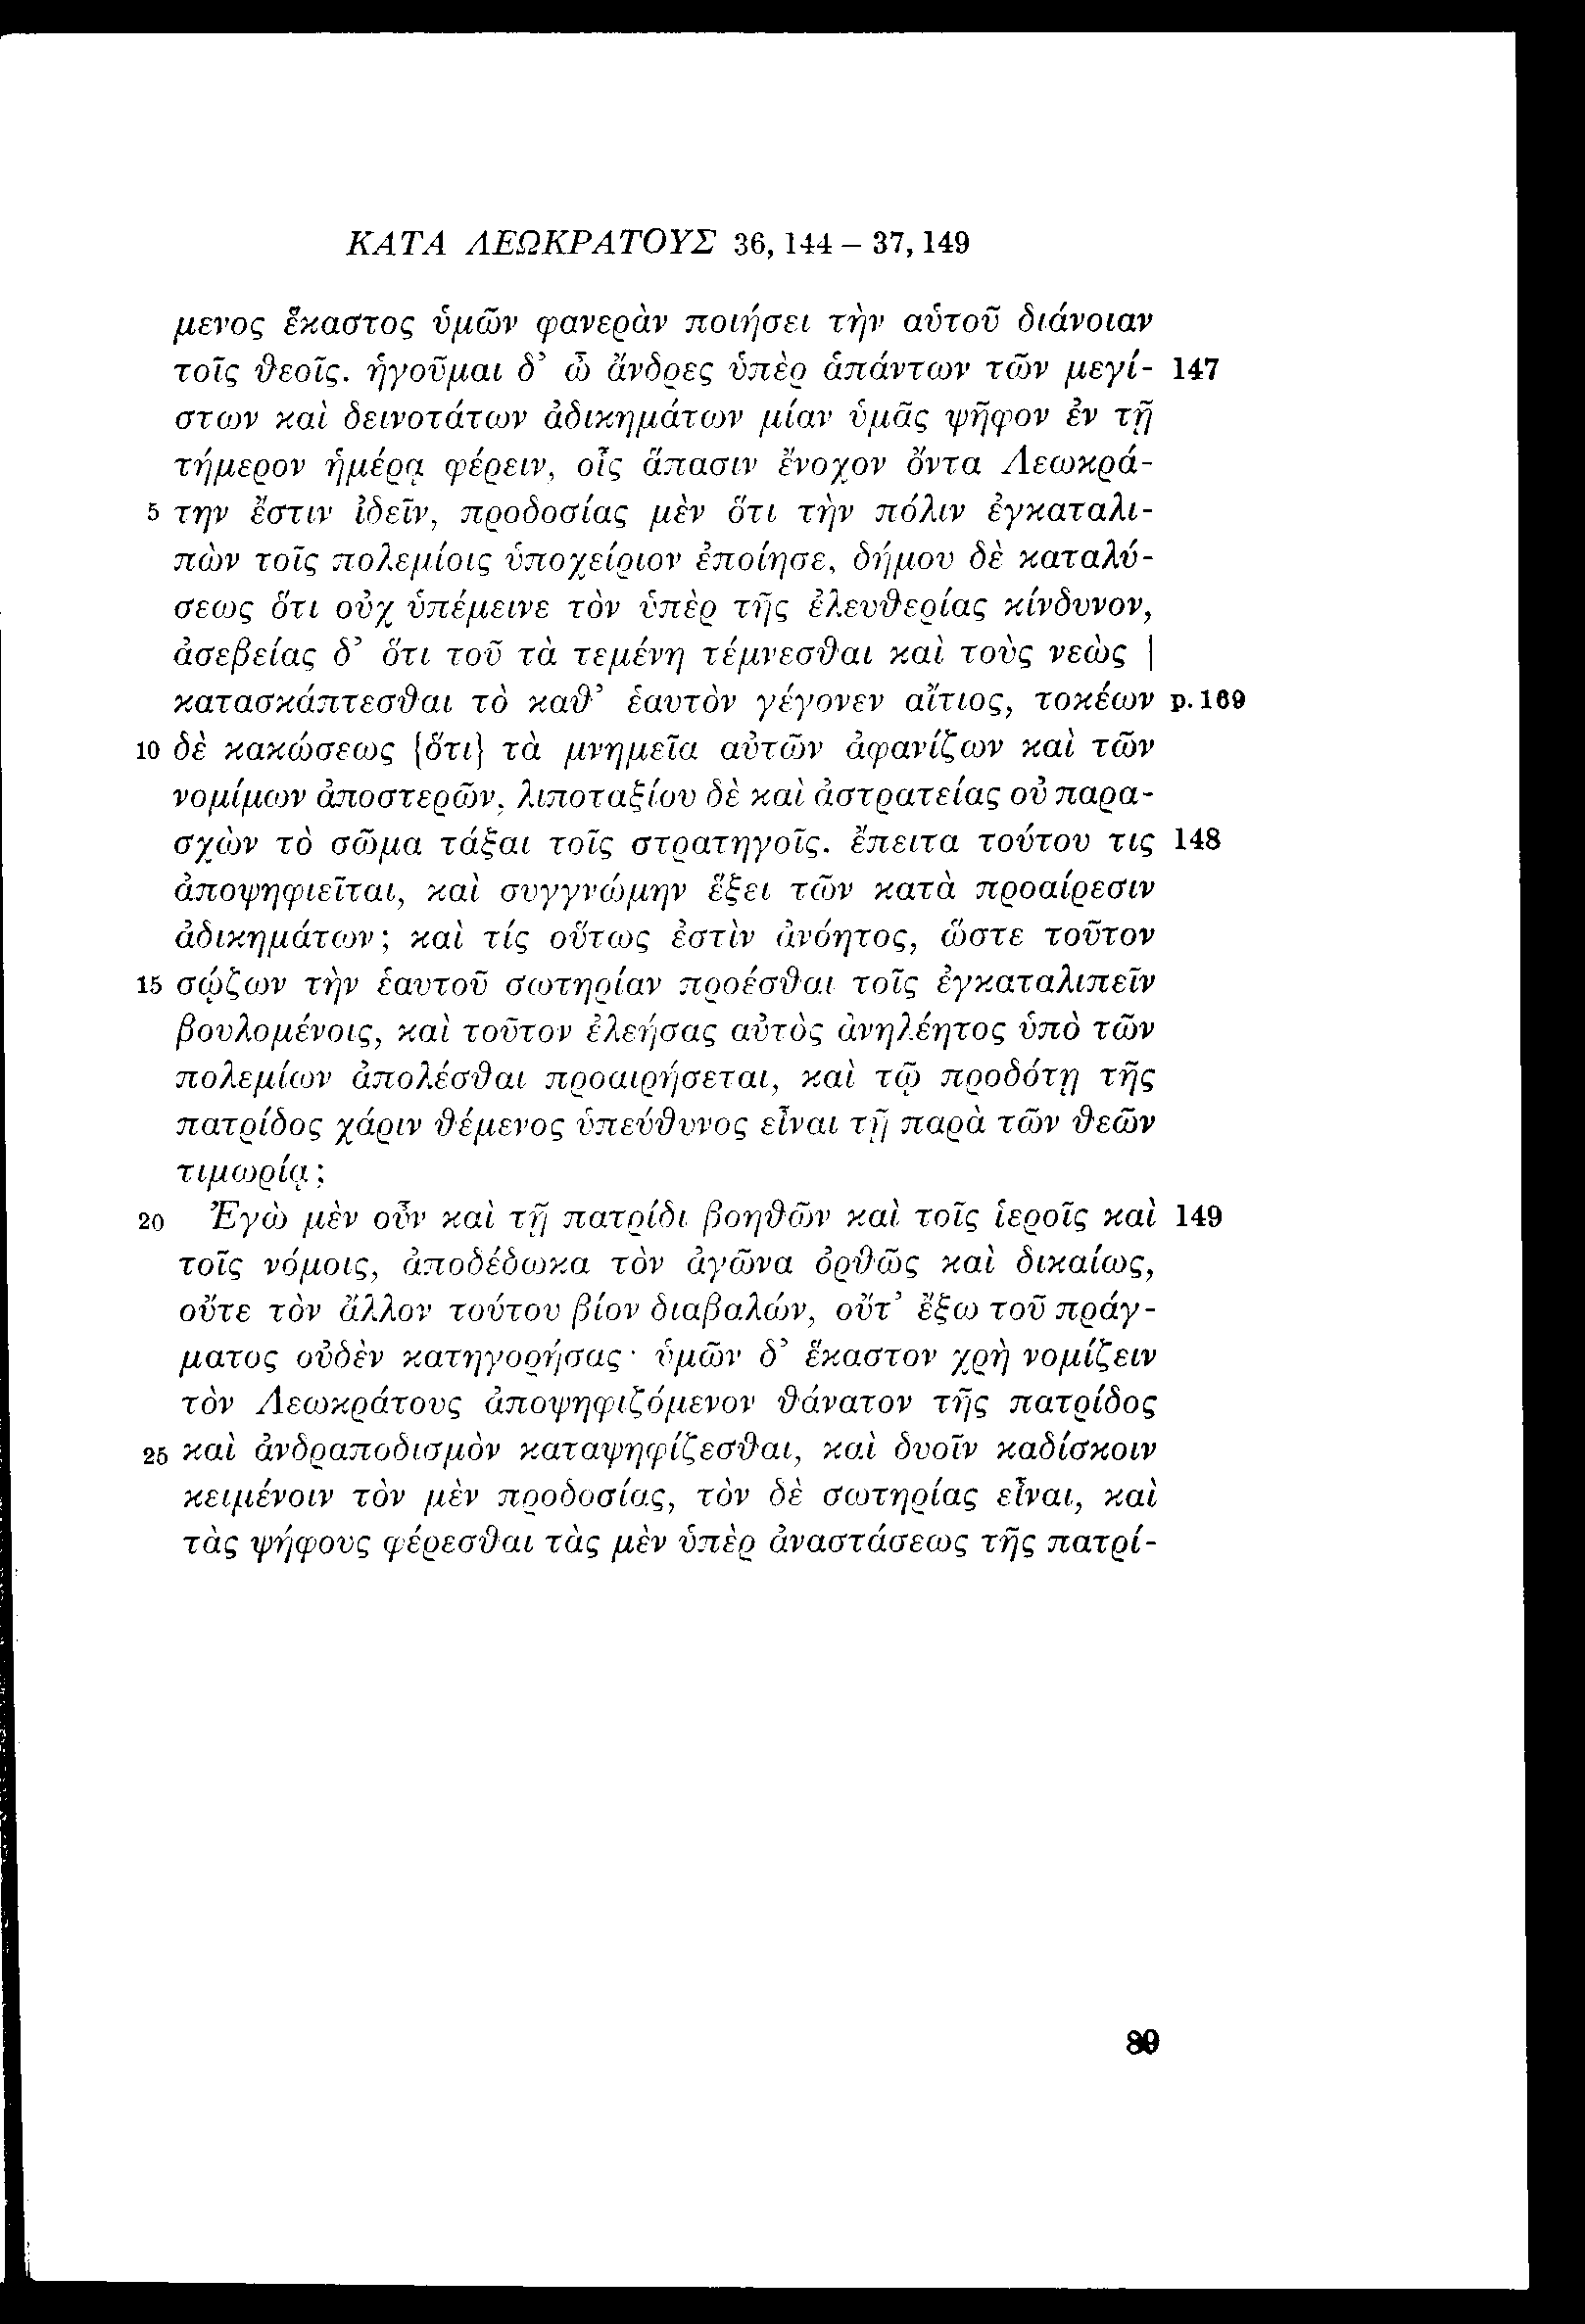 ΚΑΤΑ ΛΕΩΚΡΑΤΟΥΣ 36, 144 – 37, 149
μενος ἕκαστος ὑμῶν φανερὰν ποιήσει τὴν αὑτοῦ διάνοιαν
τοῖς θεοῖς. ἡγοῦμαι δ’ ὦ ἄνδρες ὑπὲρ ἁπάντων τῶν μεγί- 147
στων καὶ δεινοτάτων ἀδικημάτων μίαν ὑμᾶς ψῆφον ἐν τῇ
τήμερον ἡμέρᾳ φέρειν, οἷς ἅπασιν ἔνοχον ὄντα Λεωκρά-
5 την ἔστιν ἰδεῖν, προδοσίας μὲν ὅτι τὴν πόλιν ἐγκαταλι-
πὼν τοῖς πολεμίοις ὑποχείριον ἐποίησε, δήμου δὲ καταλύ-
σεως ὅτι οὐχ ὑπέμεινε τὸν ὑπὲρ τῆς ἐλευθερίας κίνδυνον,
ἀσεβείας δ’ ὅτι τοῦ τὰ τεμένη τέμνεσθαι καὶ τοὺς νεὼς |
κατασκάπτεσθαι τὸ καθ’ ἑαυτὸν γέγονεν αἴτιος, τοκέων p. 169
10 δὲ κακώσεως {ὅτι} τὰ μνημεῖα αὐτῶν ἀφανίζων καὶ τῶν
νομίμων ἀποστερῶν, λιποταξίου δὲ καὶ ἀστρατείας οὐ παρα-
σχὼν τὸ σῶμα τάξαι τοῖς στρατηγοῖς. ἔπειτα τούτου τις 148
ἀποψηφιεῖται, καὶ συγγνώμην ἕξει τῶν κατὰ προαίρεσιν
ἀδικημάτων; καὶ τίς οὕτως ἐστὶν ἀνόητος, ὥστε τοῦτον
15 σῴζων τὴν ἑαυτοῦ σωτηρίαν προέσθαι τοῖς ἐγκαταλιπεῖν
βουλομένοις, καὶ τοῦτον ἐλεήσας αὐτὸς ἀνηλέητος ὑπὸ τῶν
πολεμίων ἀπολέσθαι προαιρήσεται, καὶ τῷ προδότῃ τῆς
πατρίδος χάριν θέμενος ὑπεύθυνος εἶναι τῇ παρὰ τῶν θεῶν
τιμωρίᾳ;
20 Ἐγὼ μὲν οὖν καὶ τῇ πατρίδι βοηθῶν καὶ τοῖς ἱεροῖς καὶ 149
τοῖς νόμοις, ἀποδέδωκα τὸν ἀγῶνα ὀρθῶς καὶ δικαίως,
οὔτε τὸν ἄλλον τούτου βίον διαβαλών, οὔτ’ ἔξω τοῦ πράγ-
ματος οὐδὲν κατηγορήσας· ὑμῶν δ’ ἕκαστον χρὴ νομίζειν
τὸν Λεωκράτους ἀποψηφιζόμενον θάνατον τῆς πατρίδος
25 καὶ ἀνδραποδισμὸν καταψηφίζεσθαι, καὶ δυοῖν καδίσκοιν
κειμένοιν τὸν μὲν προδοσίας, τὸν δὲ σωτηρίας εἶναι, καὶ
τὰς ψήφους φέρεσθαι τὰς μὲν ὑπὲρ ἀναστάσεως τῆς πατρί-
89